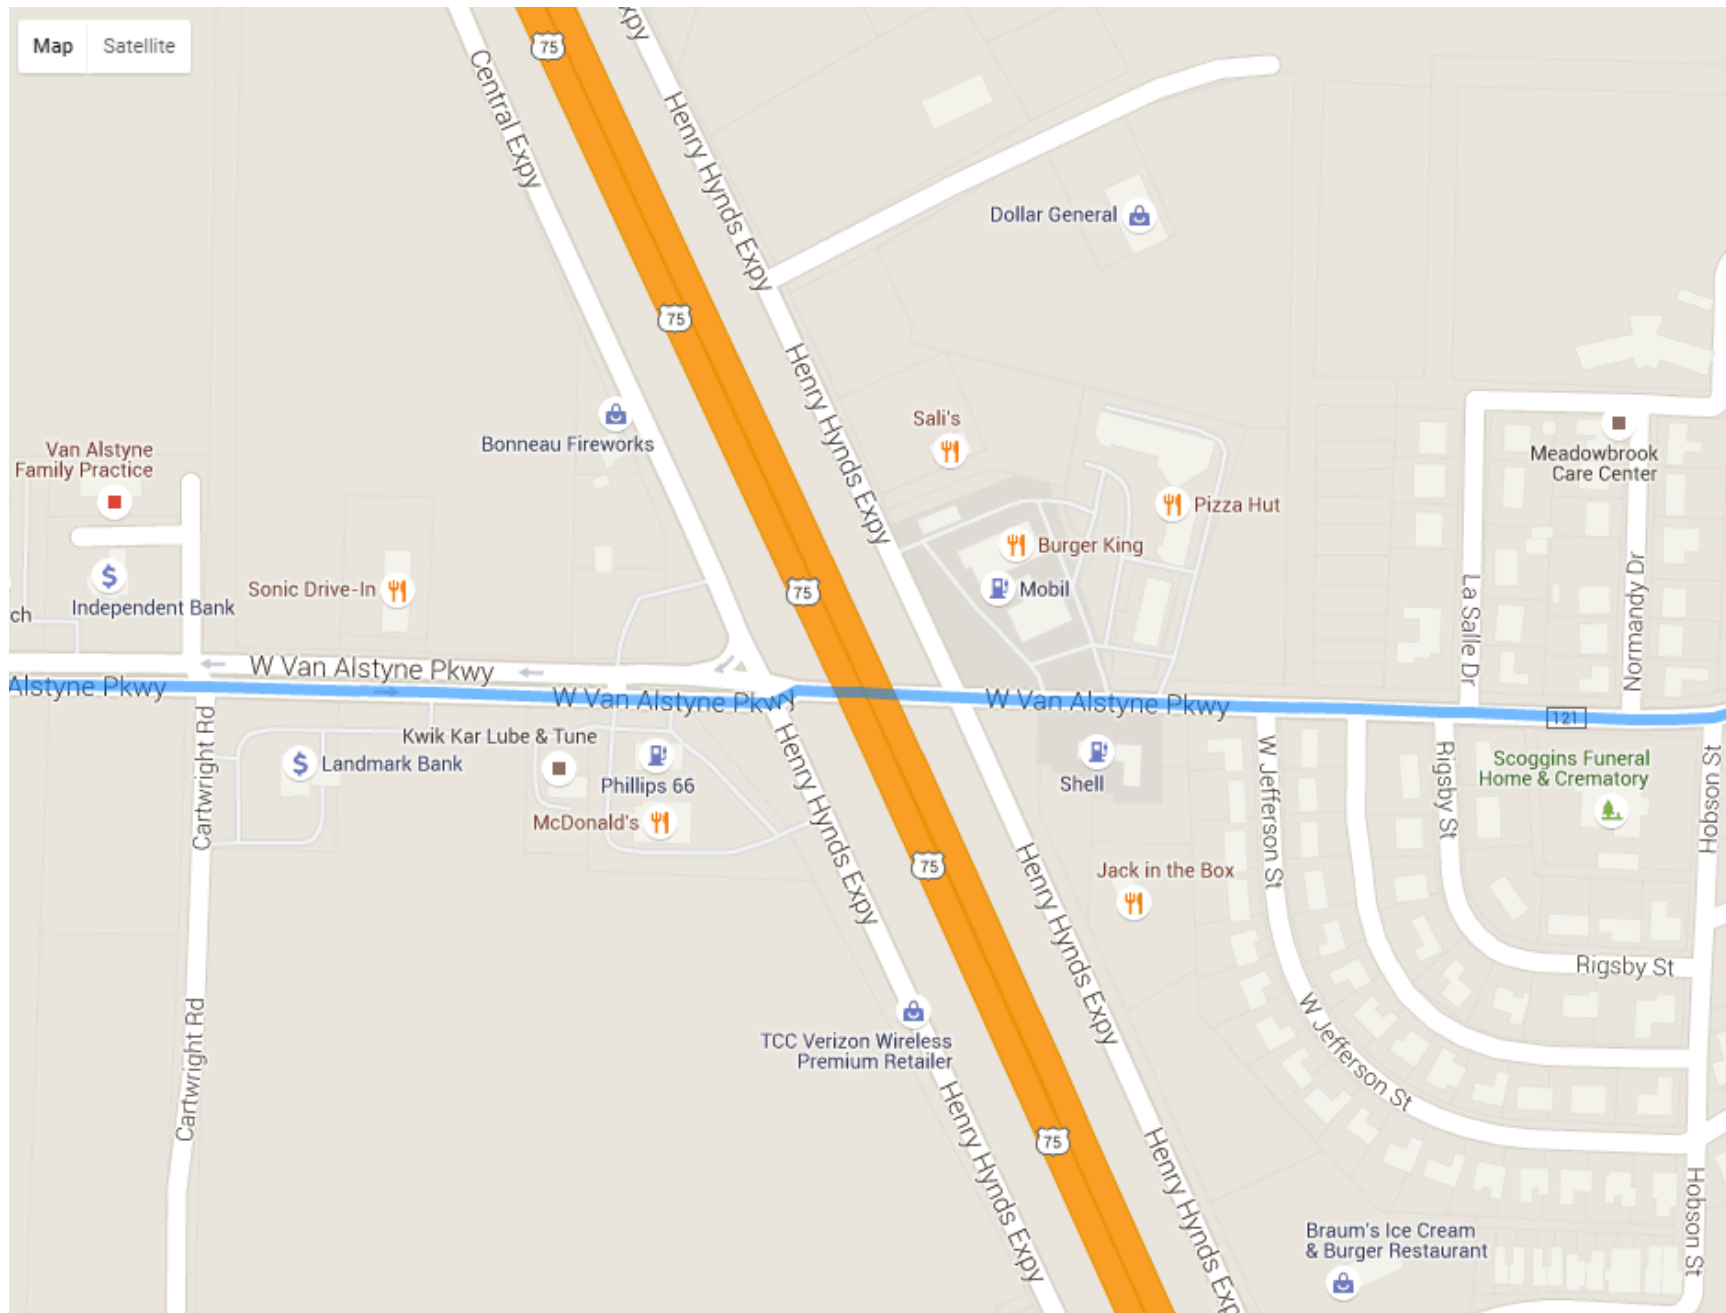 Map
Satellite
75
Expy
Central Expy
Henry Hynds Expy
Dollar General
75
Henry Hynds Expy
Bonneau Fireworks
Sali's
Van Alstyne
Family Practice
Meadowbrook
Care Center
Pizza Hut
Burger King
Mobil
75
Sonic Drive-In
Independent Bank
ch
La Salle Dr
Normandy Dr
W Van Alstyne Pkwy
Alstyne Pkwy
W Van Alstyne Pkwy
W Van Alstyne Pkwy
121
Cartwright Rd
Kwik Kar Lube & Tune
Landmark Bank
Phillips 66
McDonald's
Henry Hynds Expy
Shell
W Jefferson St
Rigsby St
Scoggins Funeral
Home & Crematory
Hobson St
75
Jack in the Box
Henry Hynds Expy
Rigsby St
Cartwright Rd
TCC Verizon Wireless
Premium Retailer
W Jefferson St
75
Henry Hynds Expy
Henry Hynds Exp
Hobson St
Braum's Ice Cream
& Burger Restaurant